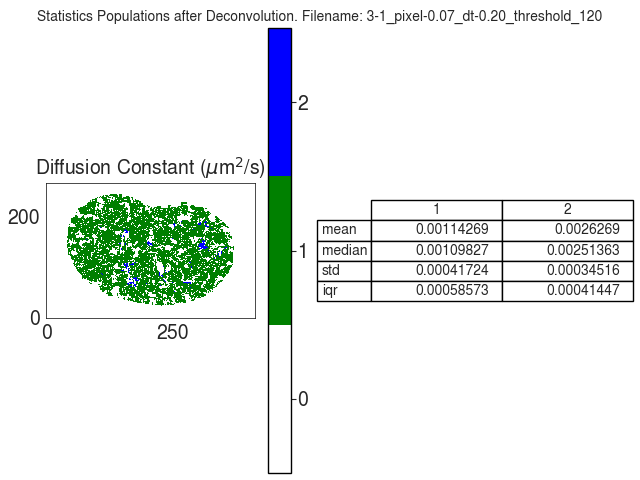 Statistics Populations after Deconvolution. Filename: 3-1_pixel-0.07_dt-0.20_threshold_120
Diffusion Constant (μm²/s)
200
0
0
250
2
1
0
1 2
mean 0.00114269 0.0026269
median 0.00109827 0.00251363
std 0.00041724 0.00034516
iqr 0.00058573 0.00041447